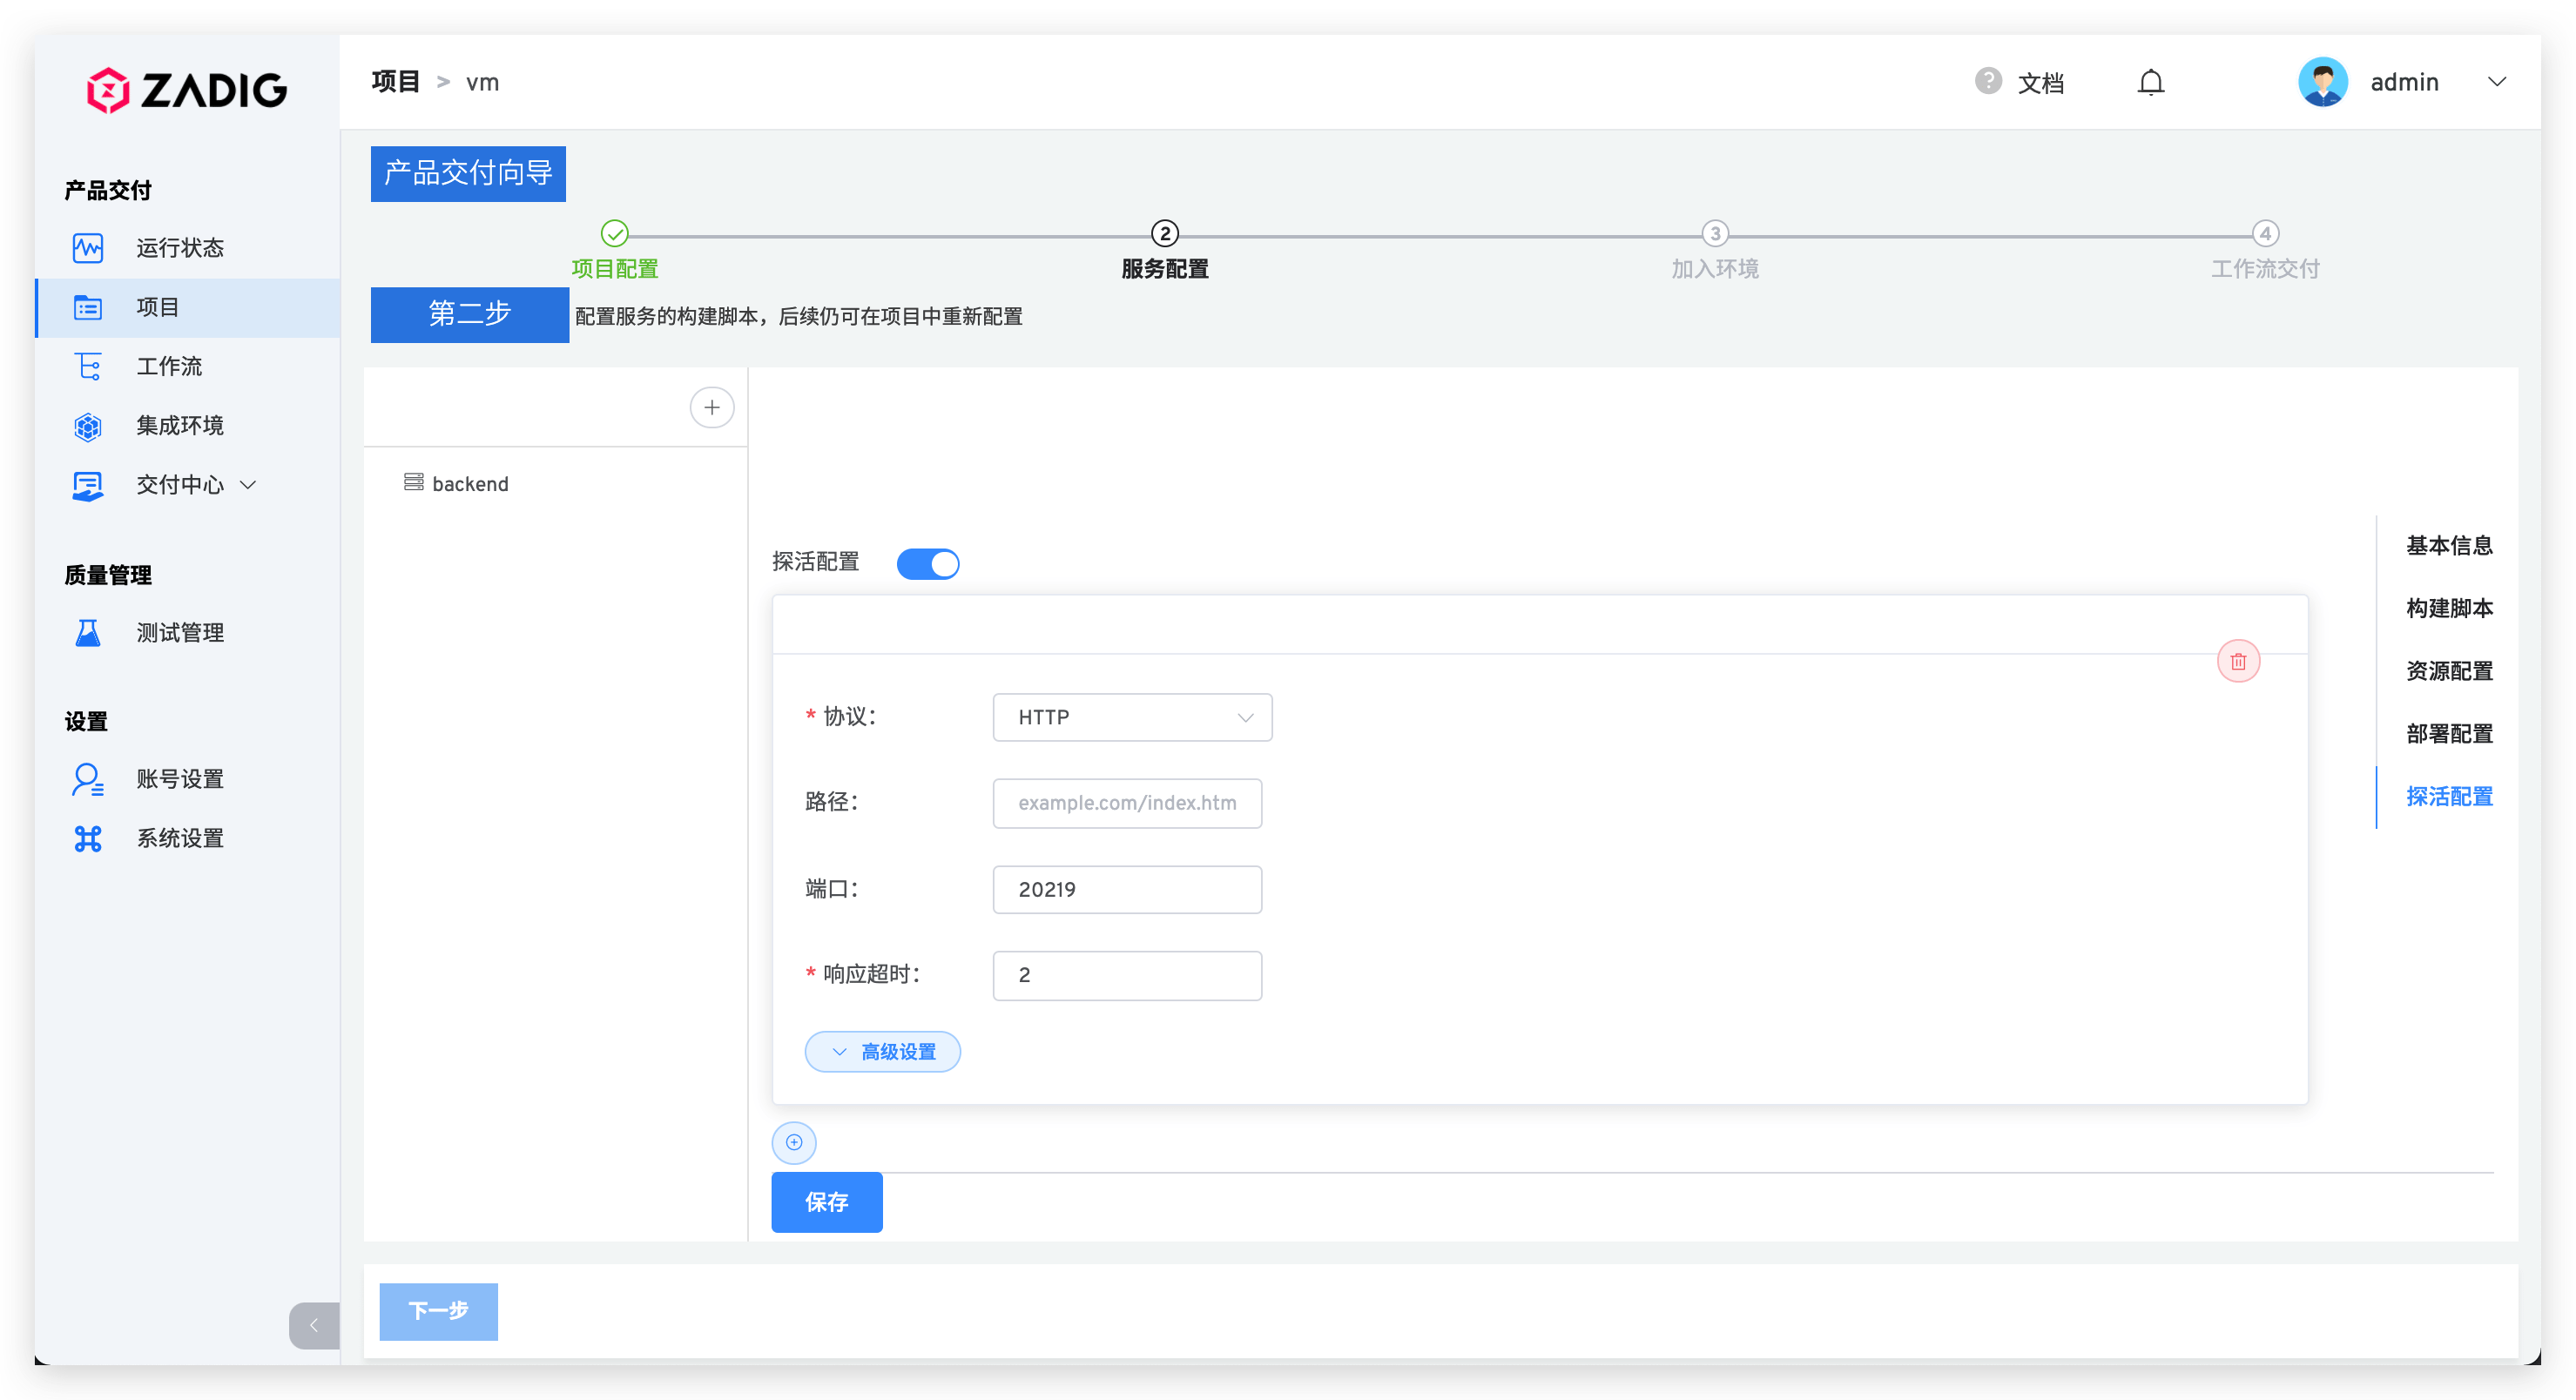 ZADIG
产品交付
运行状态
项目
工作流
集成环境
交付中心
质量管理
测试管理
设置
账号设置
系统设置
项目 > vm
? 文档
admin
产品交付向导
项目配置
2 服务配置
3 加入环境
4 工作流交付
第二步 配置服务的构建脚本，后续仍可在项目中重新配置
backend
探活配置
* 协议： HTTP
路径： example.com/index.htm
端口： 20219
* 响应超时： 2
高级设置
保存
基本信息
构建脚本
资源配置
部署配置
探活配置
下一步